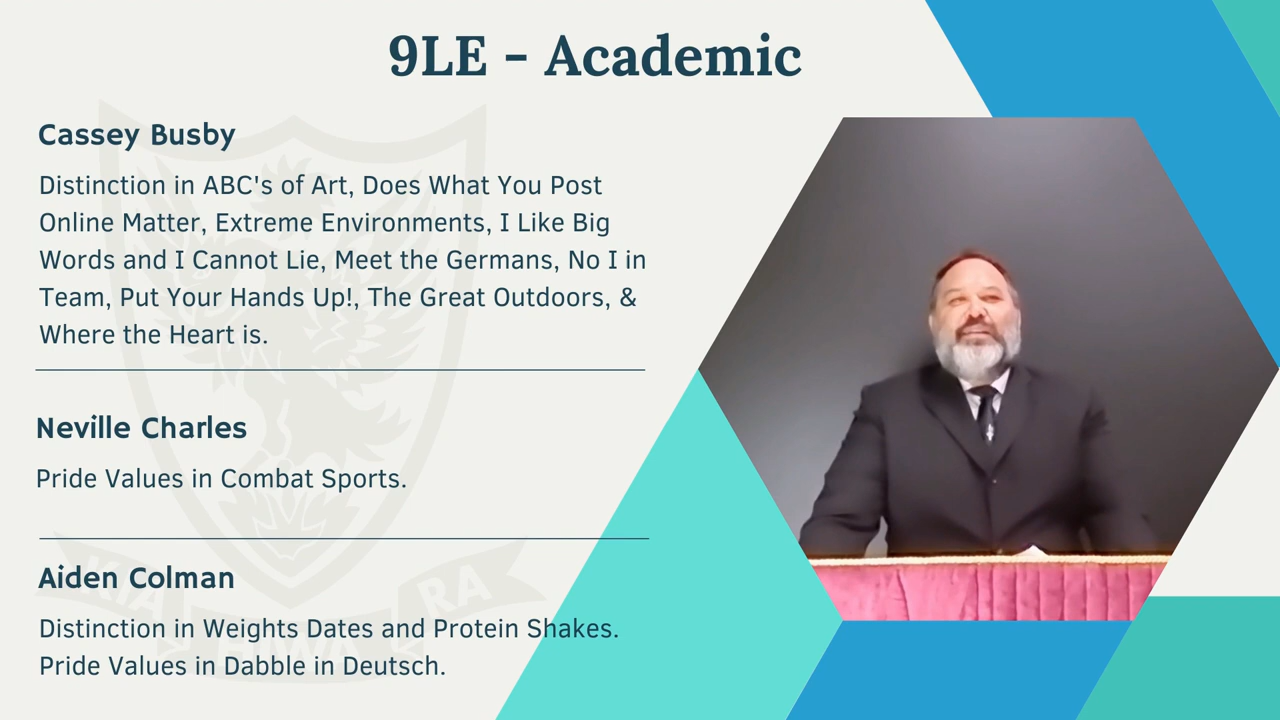 9LE - Academic
Cassey Busby
Distinction in ABC's of Art, Does What You Post
Online Matter, Extreme Environments, I Like Big
Words and I Cannot Lie, Meet the Germans, No I in
Team, Put Your Hands Up!, The Great Outdoors, &
Where the Heart is.
Neville Charles
Pride Values in Combat Sports.
Aiden Colman
Distinction in Weights Dates and Protein Shakes.
Pride Values in Dabble in Deutsch.
KIA
HIWA
RA